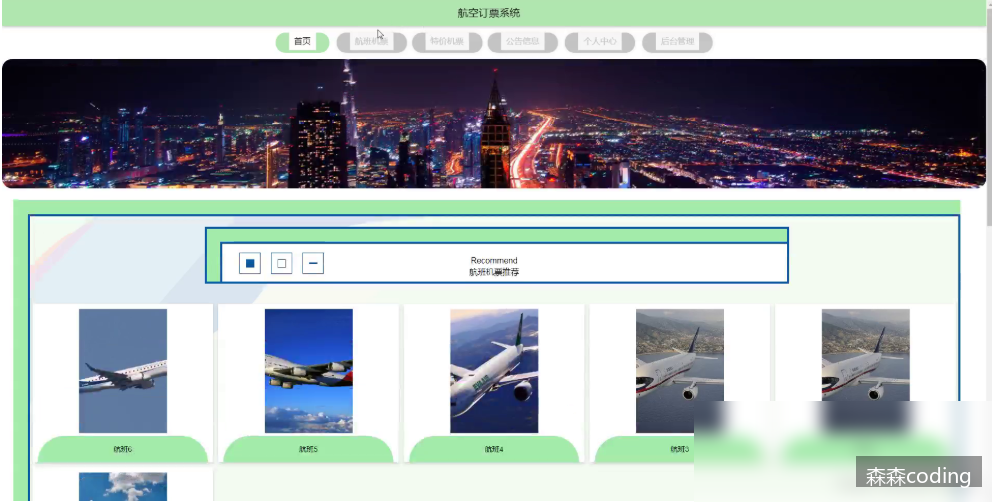 航空订票系统
首页
航班机票
特价机票
公告信息
个人中心
后台管理
Recommend
航班机票推荐
航班6
航班5
航班4
航班3
森森coding